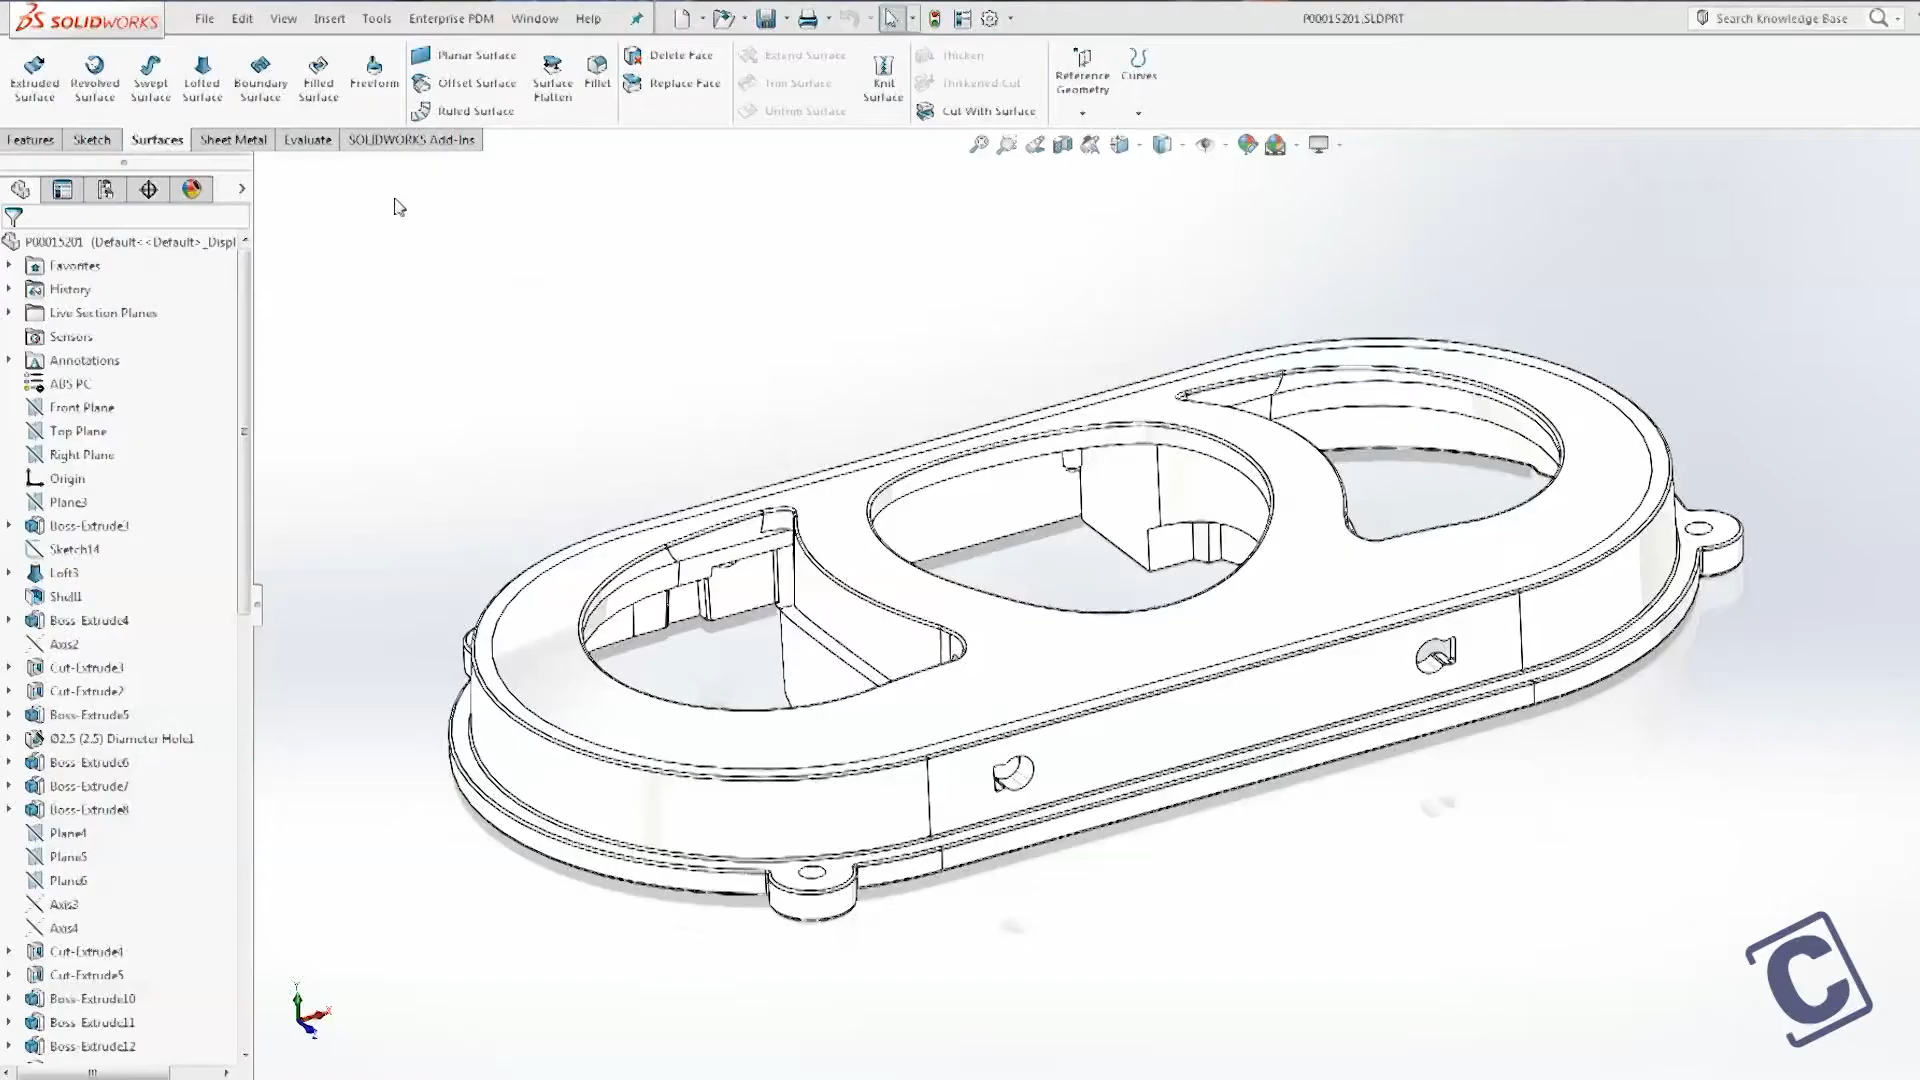 SOLIDWORKS File Edit View Insert Tools Enterprise PDM Window Help P00015201.SLDPRT Search Knowledge Base
Extruded Surface
Revolved Surface
Swept Surface
Lofted Surface
Boundary Surface
Filled Surface
Freeform
Planar Surface
Offset Surface
Ruled Surface
Surface Flatten
Fillet
Delete Face
Replace Face
Extend Surface
Trim Surface
Untrim Surface
Knit Surface
Thicken
Thickened Cut
Cut With Surface
Reference Geometry
Curves
Features Sketch Surfaces Sheet Metal Evaluate SOLIDWORKS Add-Ins
P00015201 (Default<<Default>_Displ
Favorites
History
Live Section Planes
Sensors
Annotations
ABS PC
Front Plane
Top Plane
Right Plane
Origin
Plane3
Boss-Extrude3
Sketch14
Loft3
Shell1
Boss-Extrude4
Axis2
Cut-Extrude3
Cut-Extrude2
Boss-Extrude5
Ø2.5 (2.5) Diameter Hole1
Boss-Extrude6
Boss-Extrude7
Boss-Extrude8
Plane4
Plane5
Plane6
Axis3
Axis4
Cut-Extrude4
Cut-Extrude5
Boss-Extrude10
Boss-Extrude11
Boss-Extrude12
Y
X
Z
C